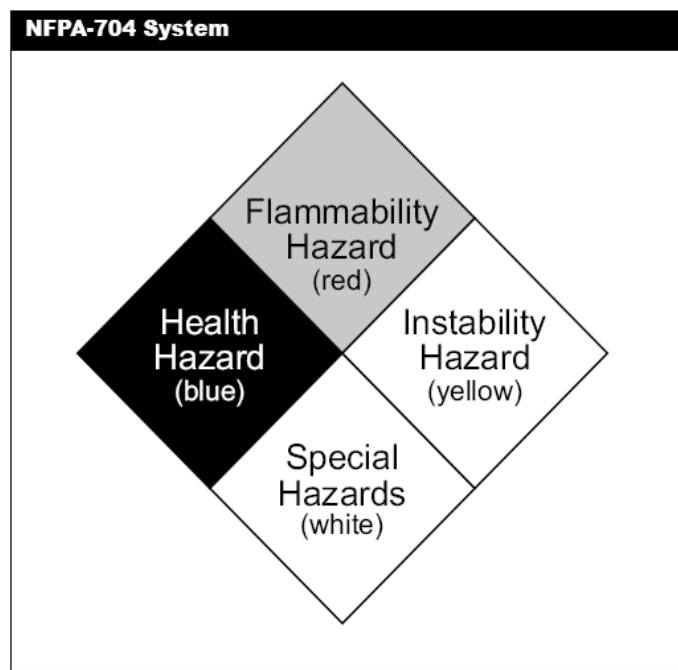 NFPA-704 System
Flammability
Hazard
(red)
Health
Hazard
(blue)
Instability
Hazard
(yellow)
Special
Hazards
(white)